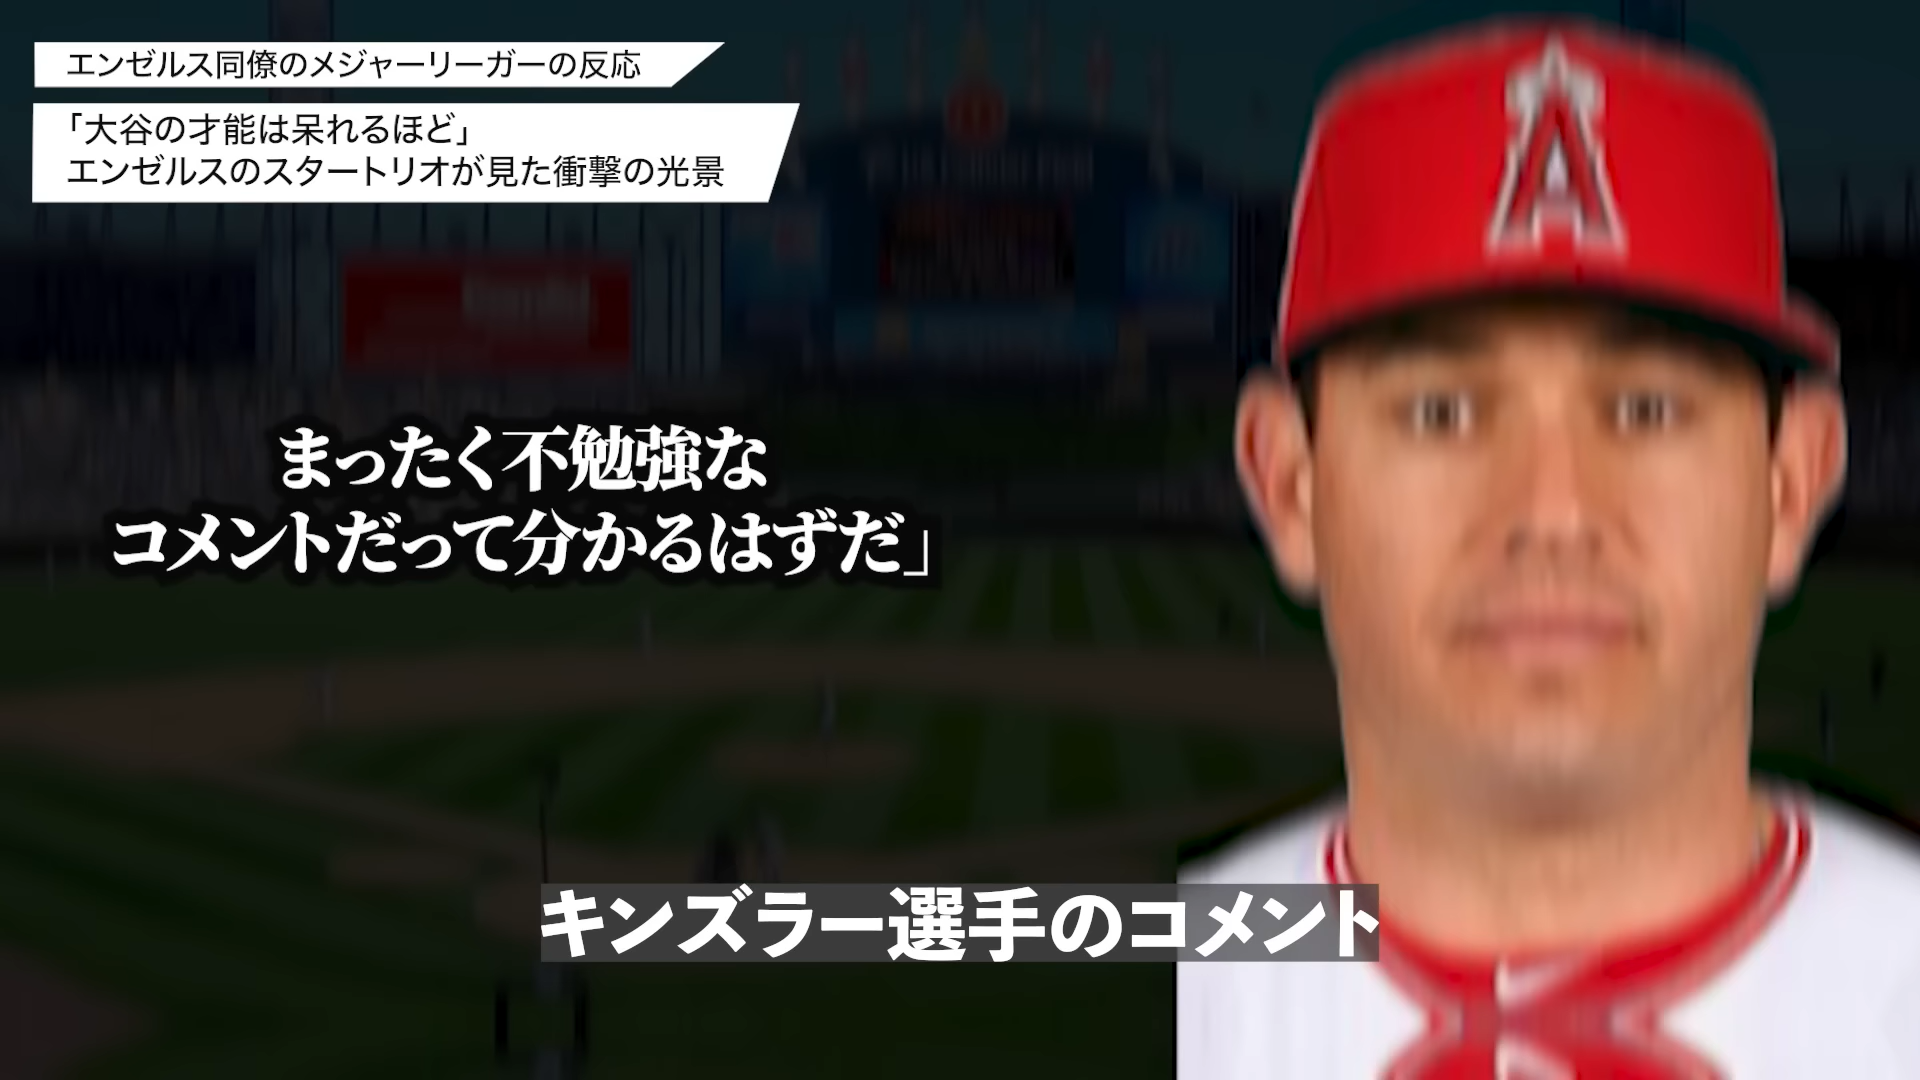 エンゼルス同僚のメジャーリーガーの反応
「大谷の才能は呆れるほど」
エンゼルスのスタートリオが見た衝撃の光景
まったく不勉強な
コメントだって分かるはずだ」
キンズラー選手のコメント